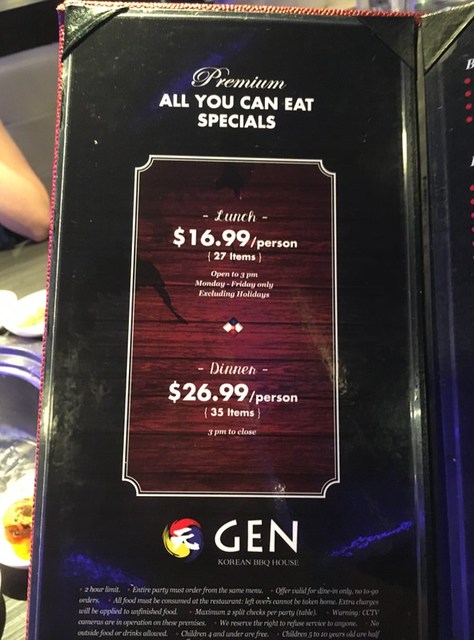 Premium
ALL YOU CAN EAT
SPECIALS
- Lunch -
$16.99/person
{ 27 Items }
Open to 3 pm
Monday - Friday only
Excluding Holidays
- Dinner -
$26.99/person
{ 35 Items }
3 pm to close
GEN
KOREAN BBQ HOUSE
• 2 hour limit. • Entire party must order from the same menu. • Offer valid for dine-in only, no to-go
orders. • All food must be consumed at the restaurant: left overs cannot be taken home. Extra charges
will be applied to unfinished food. • Maximum 2 split checks per party (table). • Warning: CCTV
cameras are in operation on these premises. • We reserve the right to refuse service to anyone. • No
outside food or drinks allowed. • Children 4 and under are free. • Children 5 to 10 years old are hal
B